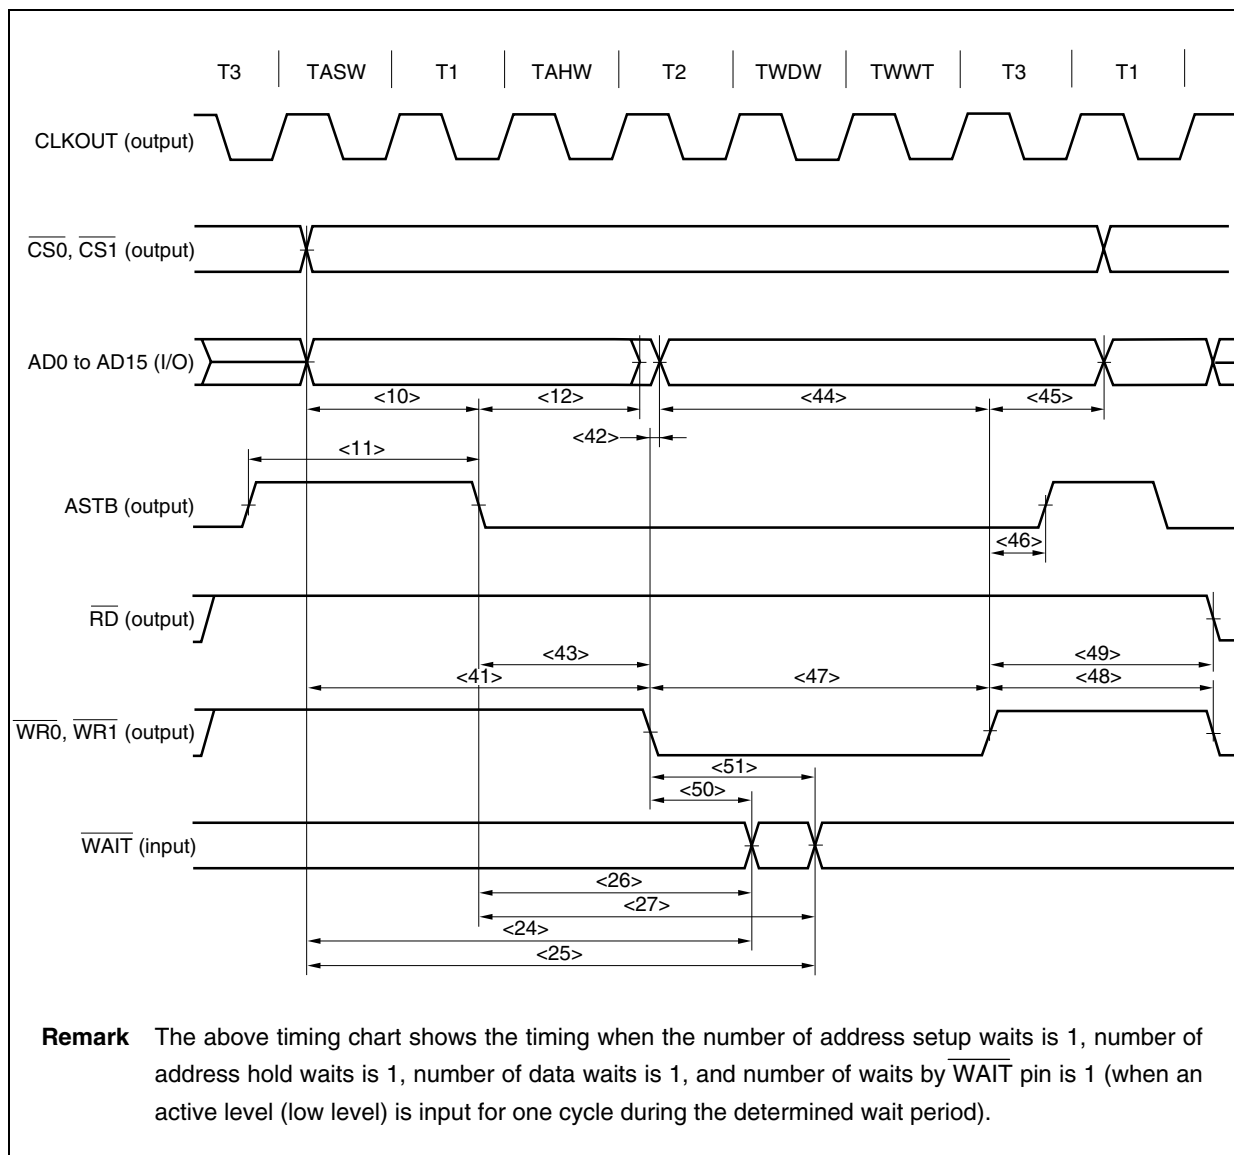 T3 TASW T1 TAHW T2 TWDW TWWT T3 T1
CLKOUT (output)
CS0, CS1 (output)
AD0 to AD15 (I/O)
<10> <12> <44> <45>
<42>
<11>
ASTB (output)
<46>
RD (output)
<43> <49>
<41> <47> <48>
WR0, WR1 (output)
<51>
<50>
WAIT (input)
<26>
<27>
<24>
<25>
Remark The above timing chart shows the timing when the number of address setup waits is 1, number of
address hold waits is 1, number of data waits is 1, and number of waits by WAIT pin is 1 (when an
active level (low level) is input for one cycle during the determined wait period).